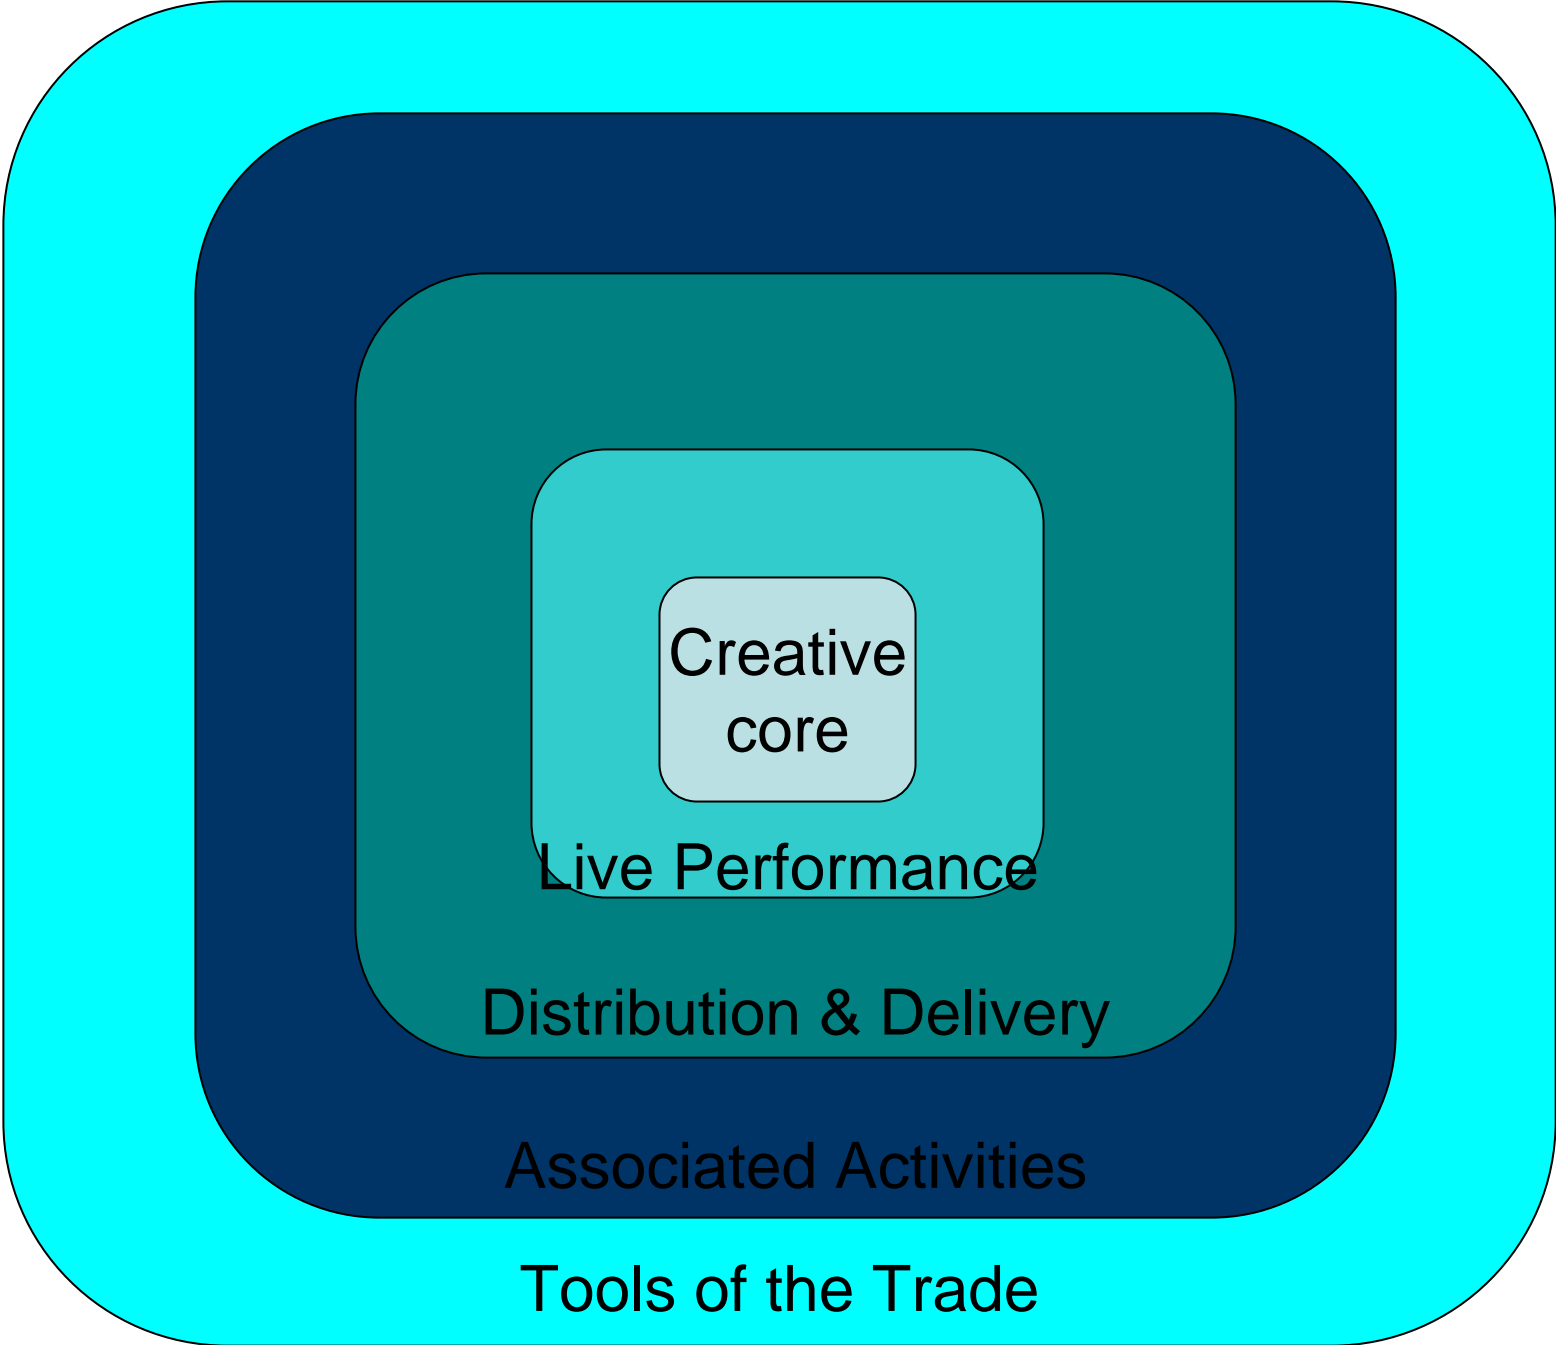 Creative
core
Live Performance
Distribution & Delivery
Associated Activities
Tools of the Trade